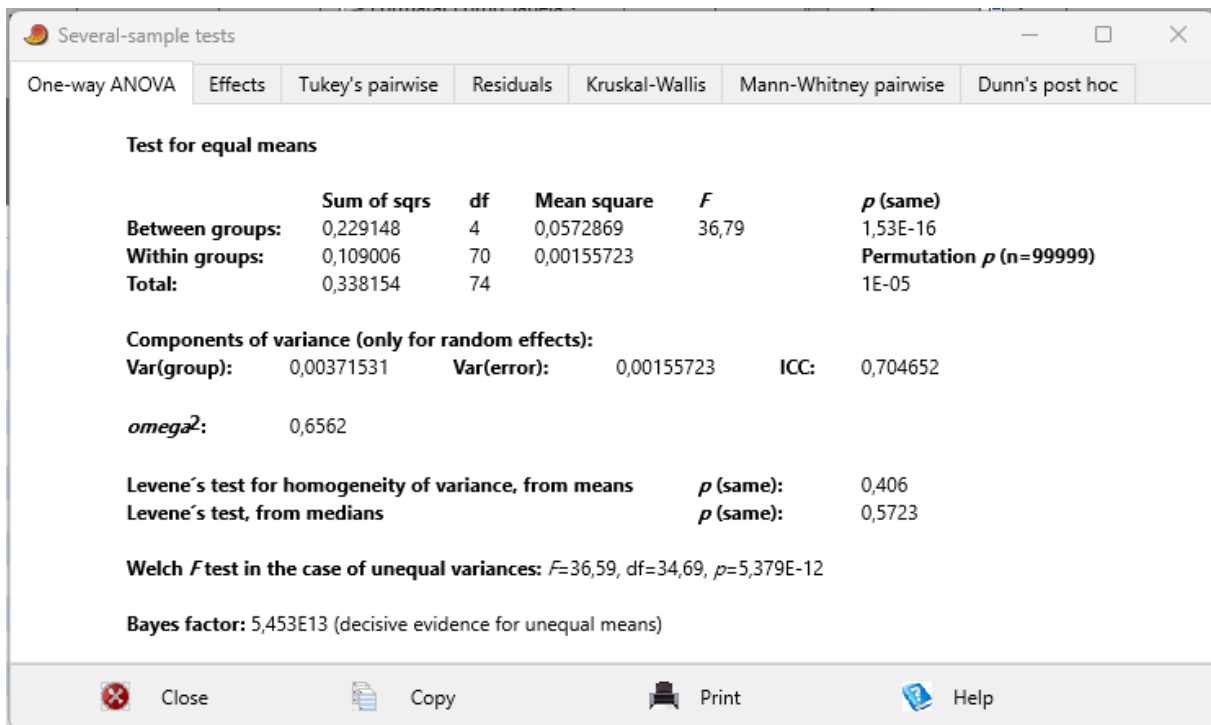 Several-sample tests
One-way ANOVA Effects Tukey's pairwise Residuals Kruskal-Wallis Mann-Whitney pairwise Dunn's post hoc
Test for equal means
Sum of sqrs df Mean square F p (same)
Between groups: 0,229148 4 0,0572869 36,79 1,53E-16
Within groups: 0,109006 70 0,00155723 Permutation p (n=99999)
Total: 0,338154 74 1E-05
Components of variance (only for random effects):
Var(group): 0,00371531 Var(error): 0,00155723 ICC: 0,704652
omega2: 0,6562
Levene´s test for homogeneity of variance, from means p (same): 0,406
Levene´s test, from medians p (same): 0,5723
Welch F test in the case of unequal variances: F=36,59, df=34,69, p=5,379E-12
Bayes factor: 5,453E13 (decisive evidence for unequal means)
Close Copy Print Help